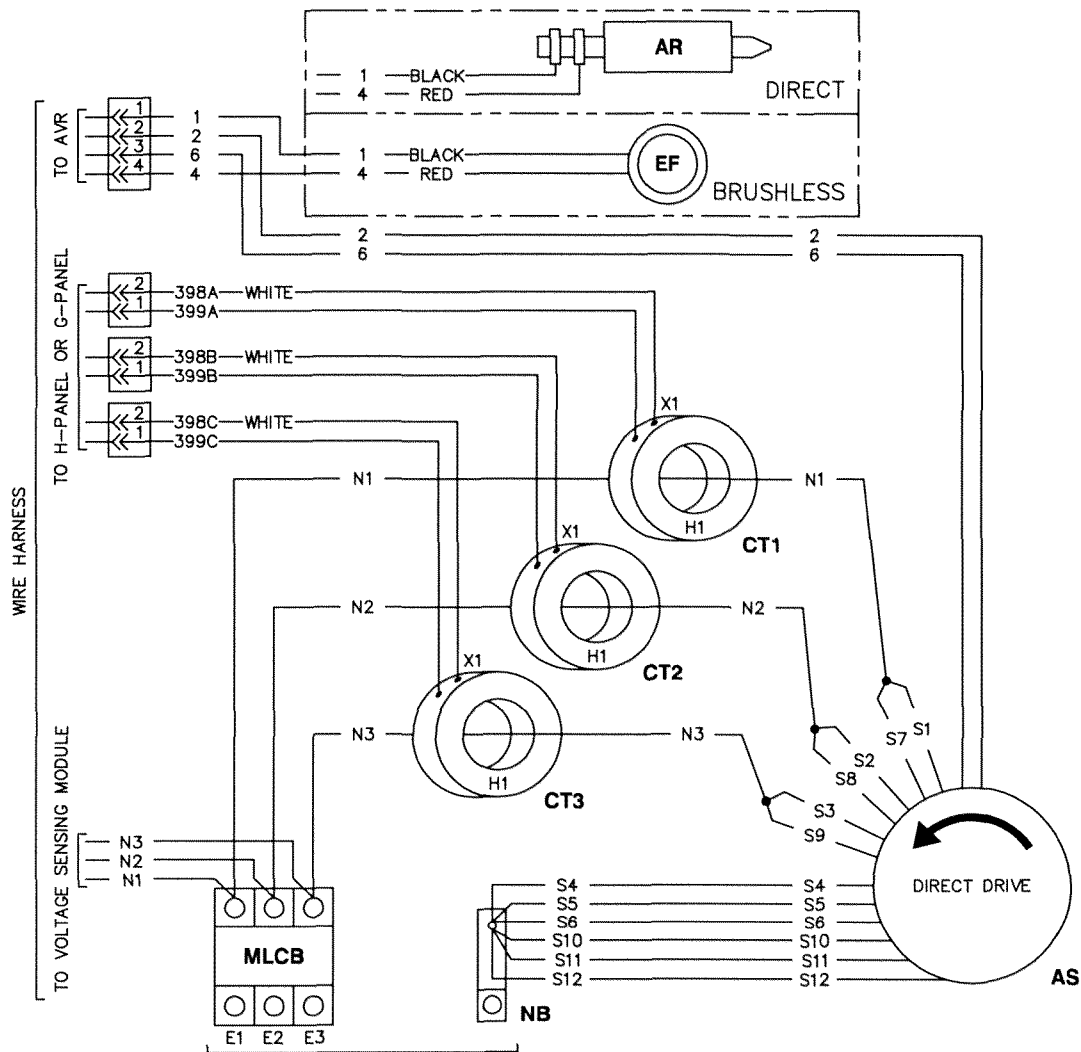 AR
1 BLACK
4 RED
DIRECT
TO AVR
1 1
2 2
3 6
4 4
1 BLACK
4 RED
EF
BRUSHLESS
2 2
6 6
TO H-PANEL OR G-PANEL
2 398A WHITE
1 399A
2 398B WHITE
1 399B
2 398C WHITE
1 399C
WIRE HARNESS
X1
N1 N1
H1
CT1
X1
N2 N2
H1
CT2
X1
N3 N3
H1
CT3
S1
S7
S2
S8
S3
S9
TO VOLTAGE SENSING MODULE
N3
N2
N1
DIRECT DRIVE
AS
S4 S4
S5 S5
S6 S6
S10 S10
S11 S11
S12 S12
MLCB
NB
E1 E2 E3